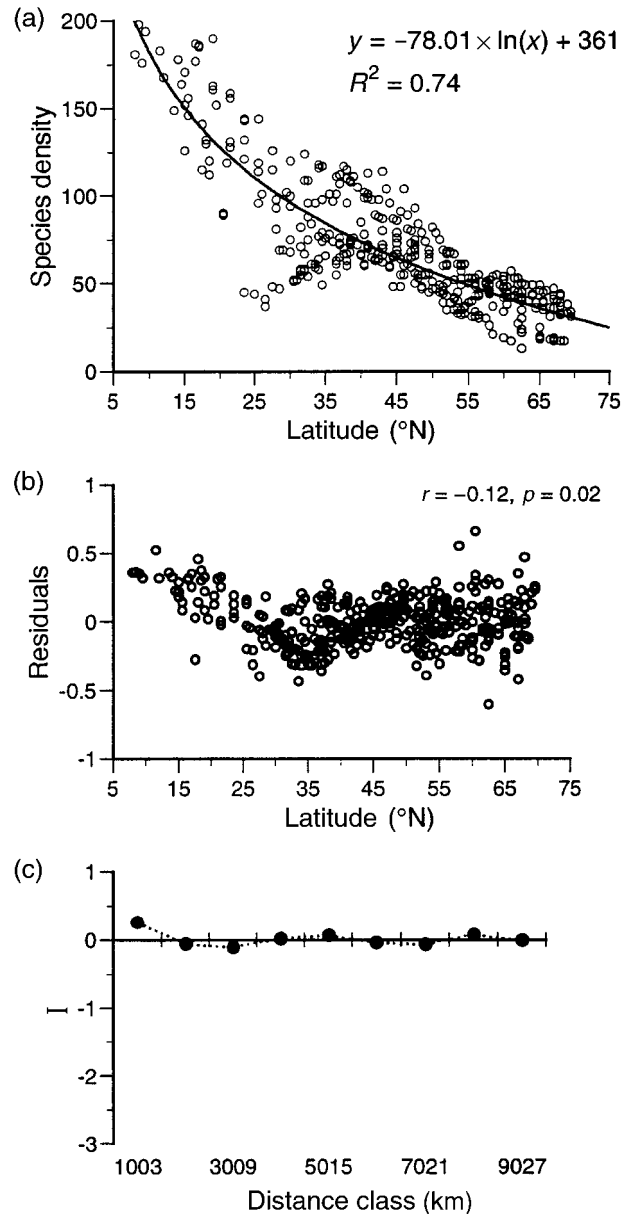 (a)
y = −78.01 × ln(x) + 361
R² = 0.74
200
150
100
50
0
Species density
5 15 25 35 45 55 65 75
Latitude (°N)
(b)
r = −0.12, p = 0.02
1
0.5
0
-0.5
-1
Residuals
5 15 25 35 45 55 65 75
Latitude (°N)
(c)
1
0
-1
-2
-3
I
1003 3009 5015 7021 9027
Distance class (km)